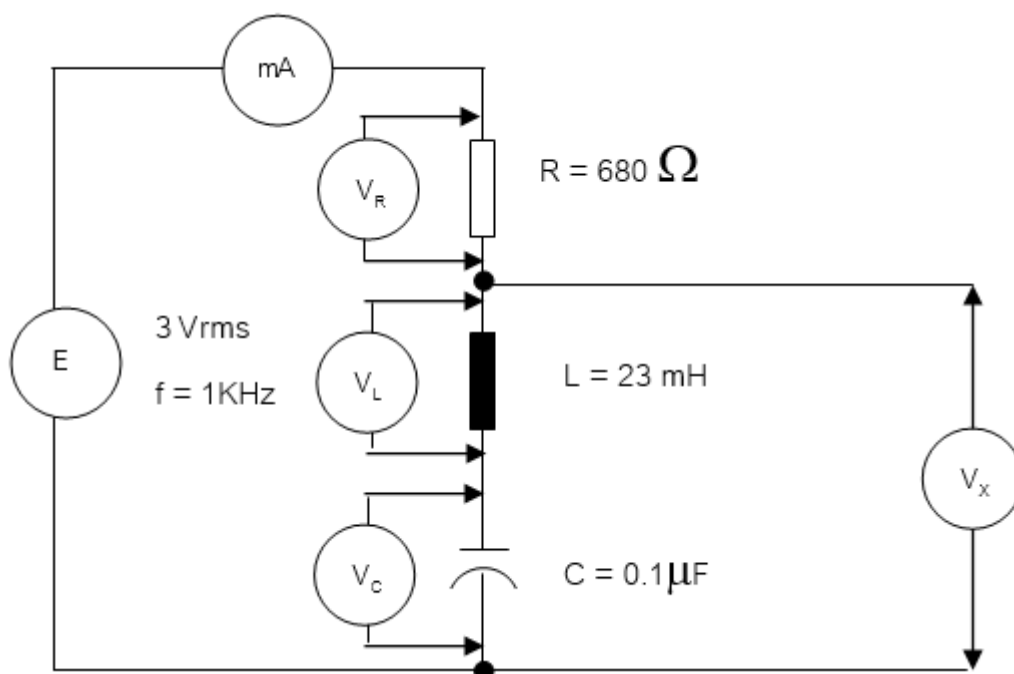 mA
V_R
R = 680 Ω
3 Vrms
E
f = 1KHz
V_L
L = 23 mH
V_X
V_C
C = 0.1µF